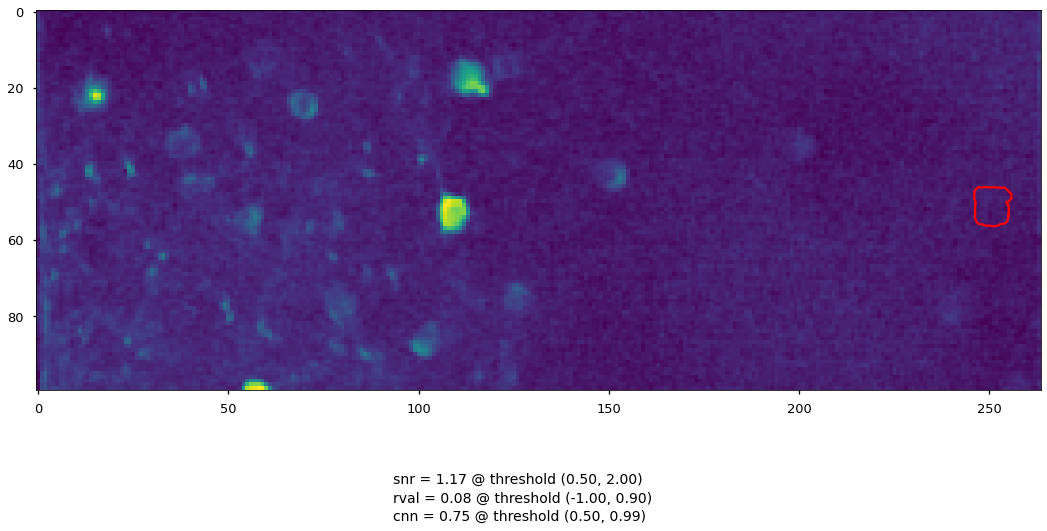 0
20
40
60
80
0 50 100 150 200 250
snr = 1.17 @ threshold (0.50, 2.00)
rval = 0.08 @ threshold (-1.00, 0.90)
cnn = 0.75 @ threshold (0.50, 0.99)